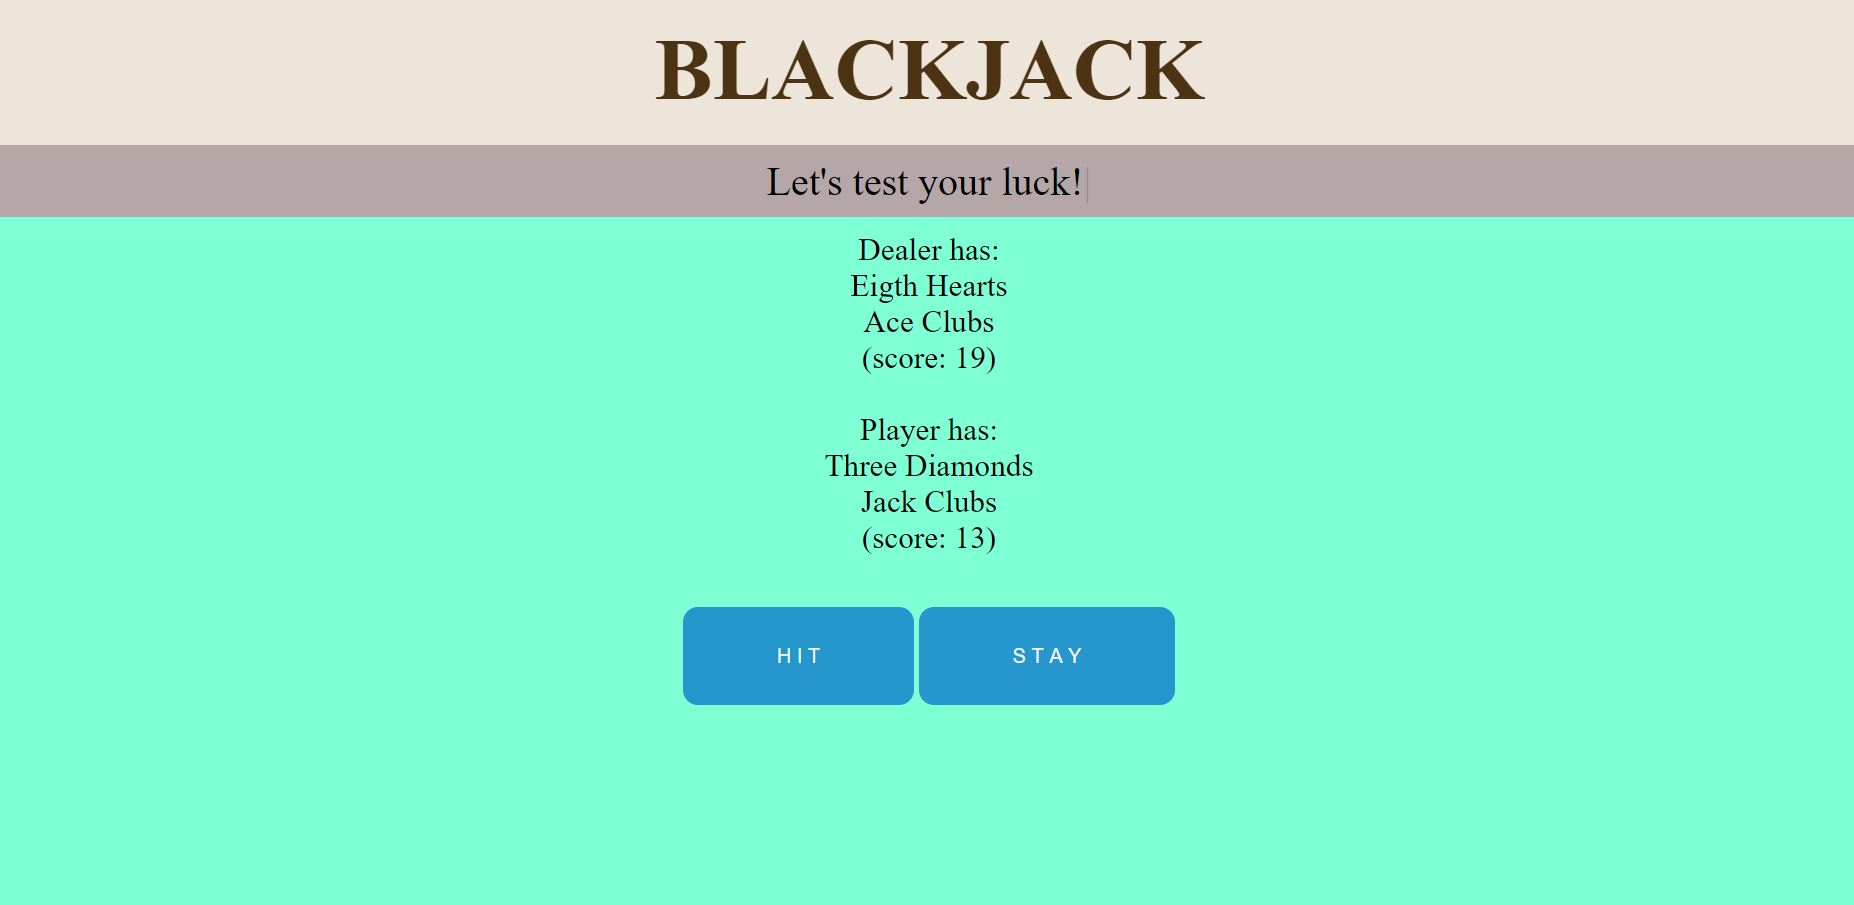 BLACKJACK
Let's test your luck!
Dealer has:
Eigth Hearts
Ace Clubs
(score: 19)
Player has:
Three Diamonds
Jack Clubs
(score: 13)
HIT STAY